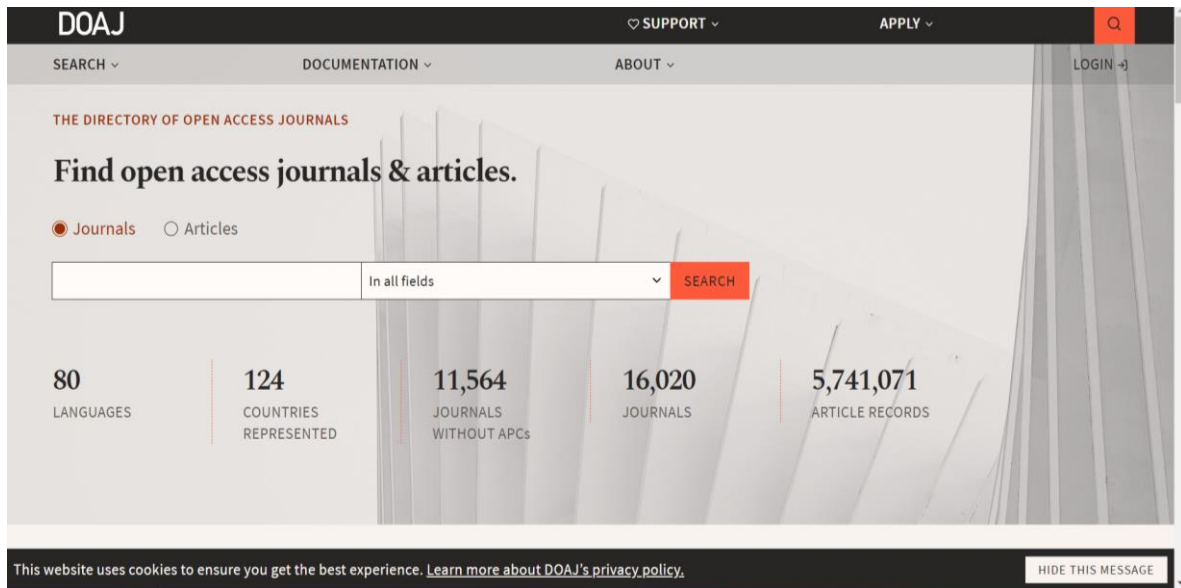 DOAJ
SUPPORT
APPLY
SEARCH
DOCUMENTATION
ABOUT
LOGIN
THE DIRECTORY OF OPEN ACCESS JOURNALS
Find open access journals & articles.
Journals
Articles
In all fields
SEARCH
80
LANGUAGES
124
COUNTRIES
REPRESENTED
11,564
JOURNALS
WITHOUT APCs
16,020
JOURNALS
5,741,071
ARTICLE RECORDS
This website uses cookies to ensure you get the best experience. Learn more about DOAJ's privacy policy.
HIDE THIS MESSAGE